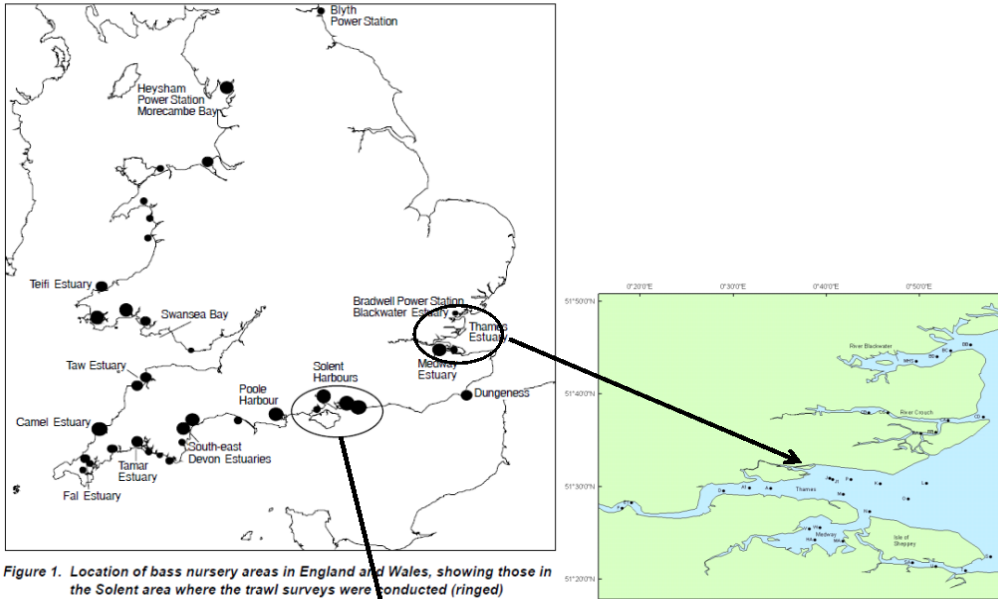 Blyth
Power Station
Heysham
Power Station
Morecambe Bay
Teifi Estuary
Swansea Bay
Bradwell Power Station
Blackwater Estuary
Thames
Estuary
Medway
Estuary
Taw Estuary
Solent
Harbours
Poole
Harbour
Dungeness
Camel Estuary
South-east
Devon Estuaries
Tamar
Estuary
Fal Estuary
Figure 1. Location of bass nursery areas in England and Wales, showing those in
the Solent area where the trawl surveys were conducted (ringed)
0°20'0"E
0°30'0"E
0°40'0"E
0°50'0"E
51°50'0"N
51°40'0"N
51°30'0"N
51°20'0"N
River Blackwater
River Crouch
Thames
Medway
Isle of
Sheppey